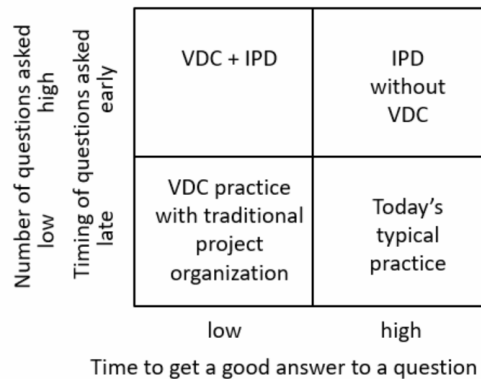 Number of questions asked
low high
Timing of questions asked
late early
VDC + IPD
IPD
without
VDC
VDC practice
with traditional
project
organization
Today's
typical
practice
low high
Time to get a good answer to a question